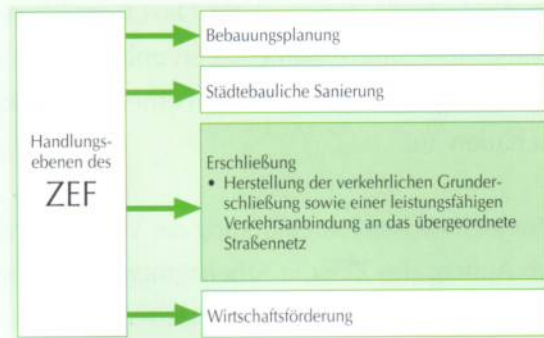 Handlungs-
ebenen des
ZEF
Bebauungsplanung
Städtebauliche Sanierung
Erschließung
• Herstellung der verkehrlichen Grunder-
schließung sowie einer leistungsfähigen
Verkehrsanbindung an das übergeordnete
Straßennetz
Wirtschaftsförderung